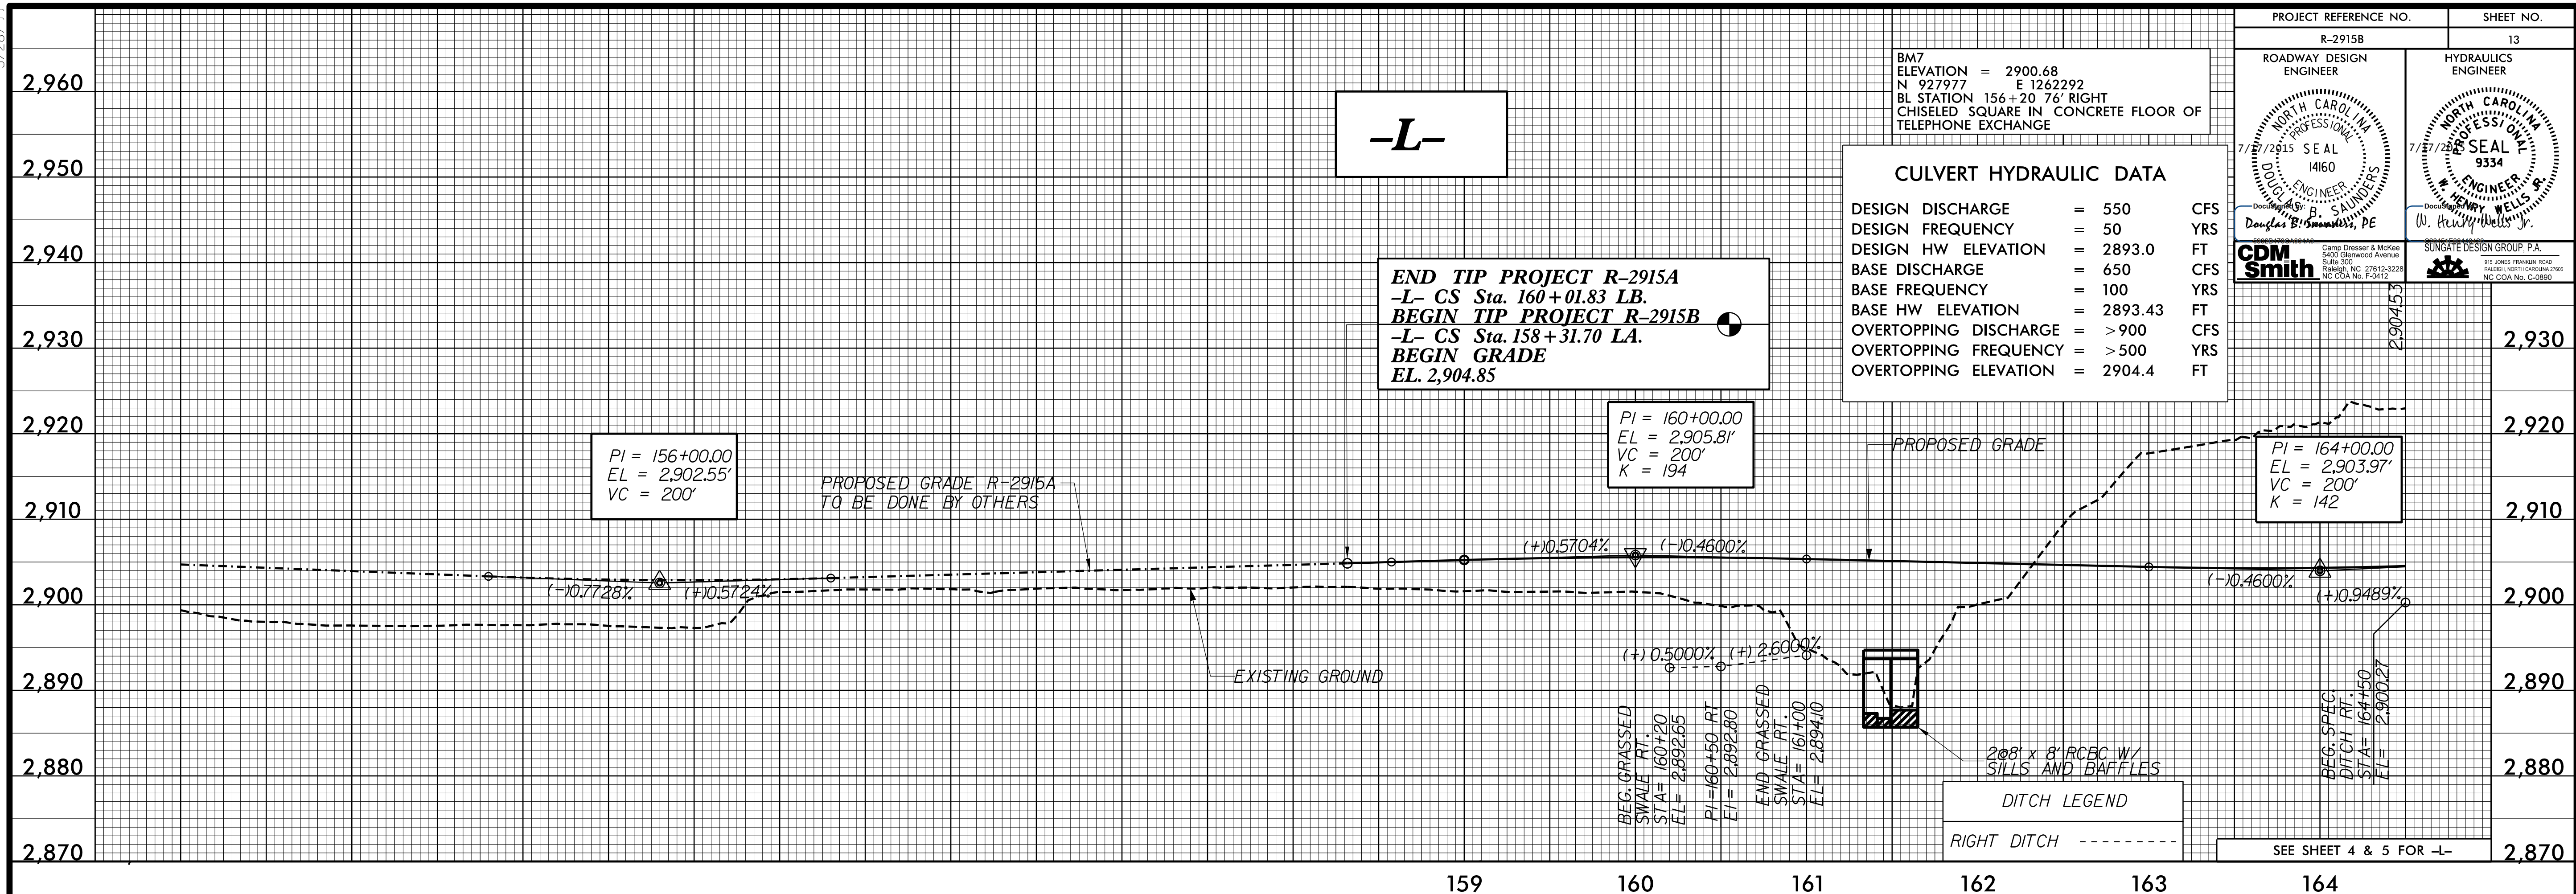 PROJECT REFERENCE NO.
SHEET NO.
R-2915B
13
ROADWAY DESIGN
ENGINEER
HYDRAULICS
ENGINEER
NORTH CAROLINA
PROFESSIONAL
SEAL
14160
ENGINEER
DOUGLAS B. SAUNDERS
7/17/2015
DocuSigned by:
Douglas B. Saunders, PE
NORTH CAROLINA
PROFESSIONAL
SEAL
9334
ENGINEER
W. HENRY WELLS JR.
W. Henry Wells Jr.
CDM
Smith
Camp Dresser & McKee
5400 Glenwood Avenue
Suite 300
Raleigh, NC 27612-3228
NC COA No. F-0412
SUNGATE DESIGN GROUP, P.A.
915 JONES FRANKLIN ROAD
RALEIGH, NORTH CAROLINA 27606
NC COA No. C-0890
BM7
ELEVATION = 2900.68
N 927977 E 1262292
BL STATION 156+20 76' RIGHT
CHISELED SQUARE IN CONCRETE FLOOR OF
TELEPHONE EXCHANGE
-L-
CULVERT HYDRAULIC DATA
DESIGN DISCHARGE = 550 CFS
DESIGN FREQUENCY = 50 YRS
DESIGN HW ELEVATION = 2893.0 FT
BASE DISCHARGE = 650 CFS
BASE FREQUENCY = 100 YRS
BASE HW ELEVATION = 2893.43 FT
OVERTOPPING DISCHARGE = >900 CFS
OVERTOPPING FREQUENCY = >500 YRS
OVERTOPPING ELEVATION = 2904.4 FT
END TIP PROJECT R-2915A
-L- CS Sta. 160+01.83 LB.
BEGIN TIP PROJECT R-2915B
-L- CS Sta. 158+31.70 LA.
BEGIN GRADE
EL. 2,904.85
2,904.53
PI = 156+00.00
EL = 2,902.55'
VC = 200'
PROPOSED GRADE R-2915A
TO BE DONE BY OTHERS
PI = 160+00.00
EL = 2,905.81'
VC = 200'
K = 194
PROPOSED GRADE
PI = 164+00.00
EL = 2,903.97'
VC = 200'
K = 142
(-)0.7728%
(+)0.5724%
(+)0.5704%
(-)0.4600%
(-)0.4600%
(+)0.9489%
EXISTING GROUND
(+) 0.5000%
(+) 2.6000%
BEG. GRASSED
SWALE RT.
STA= 160+20
EL= 2,892.65
PI =160+50 RT
El = 2,892.80
END GRASSED
SWALE RT.
STA= 161+00
EL= 2,894.10
2@8' x 8' RCBC W/
SILLS AND BAFFLES
BEG. SPEC.
DITCH RT.
STA= 164+50
EL= 2,900.27
DITCH LEGEND
RIGHT DITCH
SEE SHEET 4 & 5 FOR -L-
2,960
2,950
2,940
2,930
2,920
2,910
2,900
2,890
2,880
2,870
2,930
2,920
2,910
2,900
2,890
2,880
2,870
159
160
161
162
163
164